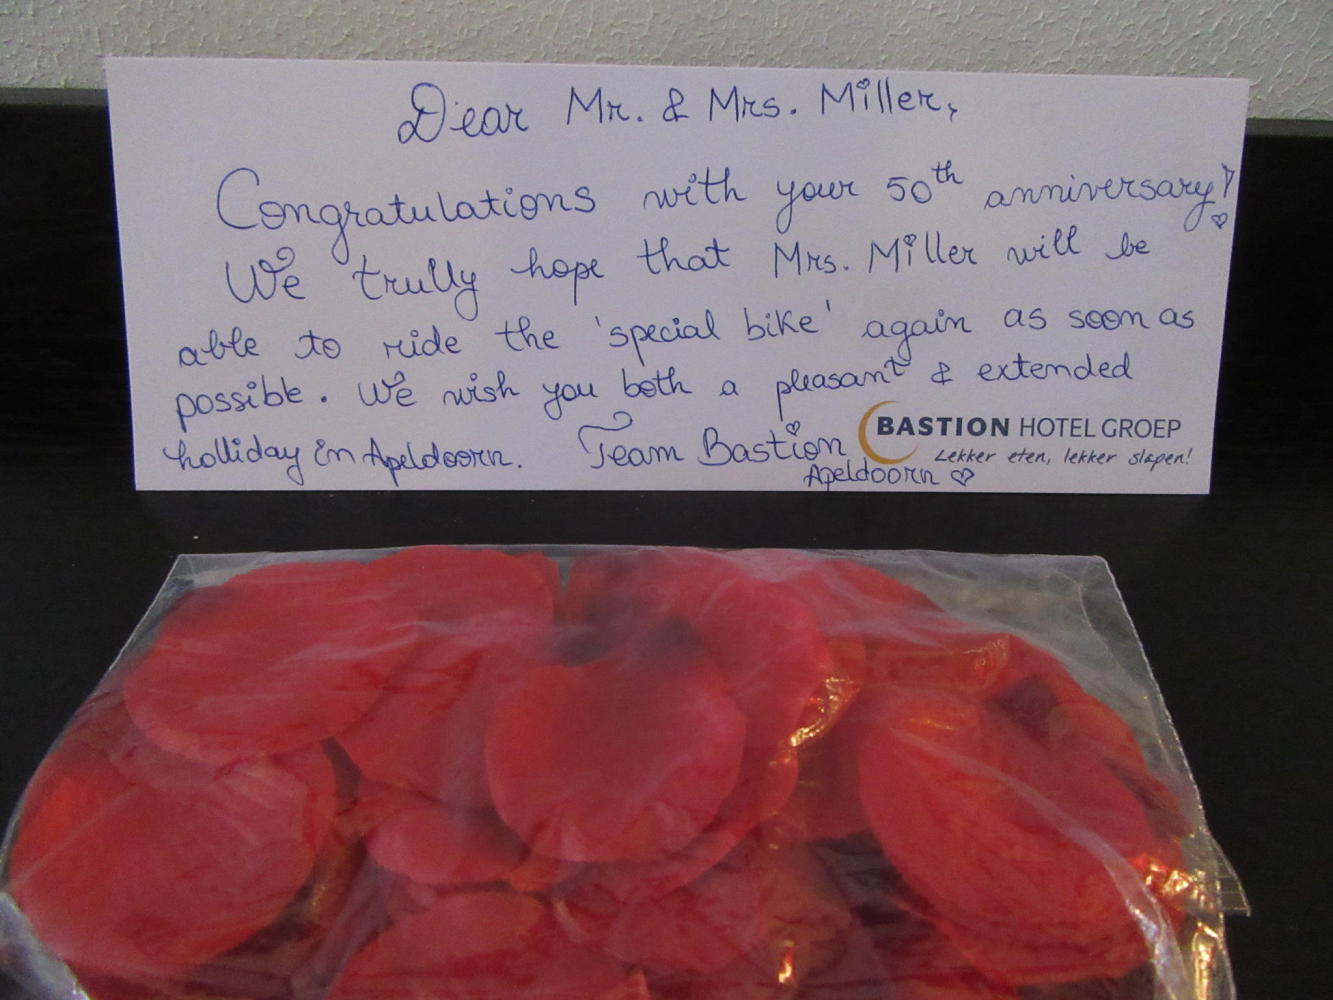 Dear Mr. & Mrs. Miller,
Congratulations with your 50th anniversary!
We trully hope that Mrs. Miller will be
able to ride the 'special bike' again as soon as
possible. We wish you both a pleasant & extended
holliday in Apeldoorn. Team Bastion
Apeldoorn ♡
BASTION HOTEL GROEP
Lekker eten, lekker slapen!